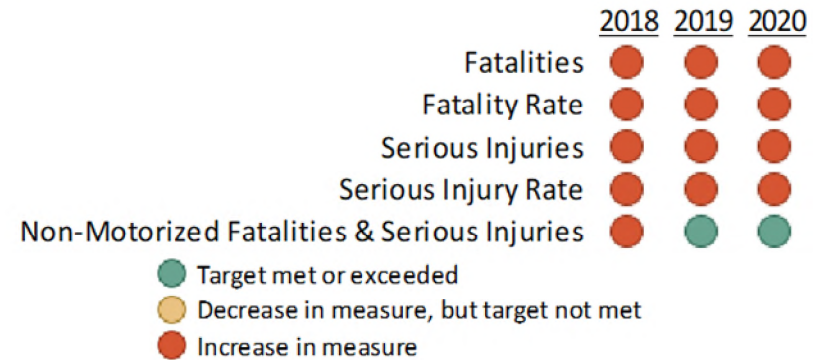 2018 2019 2020
Fatalities
Fatality Rate
Serious Injuries
Serious Injury Rate
Non-Motorized Fatalities & Serious Injuries
Target met or exceeded
Decrease in measure, but target not met
Increase in measure